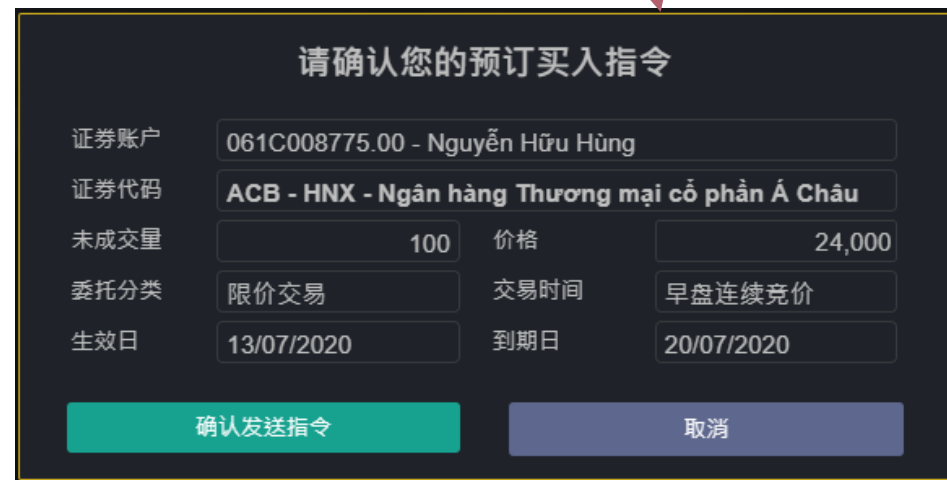 请确认您的预订买入指令
证券账户 061C008775.00 - Nguyễn Hữu Hùng
证券代码 ACB - HNX - Ngân hàng Thương mại cổ phần Á Châu
未成交量 100 价格 24,000
委托分类 限价交易 交易时间 早盘连续竞价
生效日 13/07/2020 到期日 20/07/2020
确认发送指令 取消